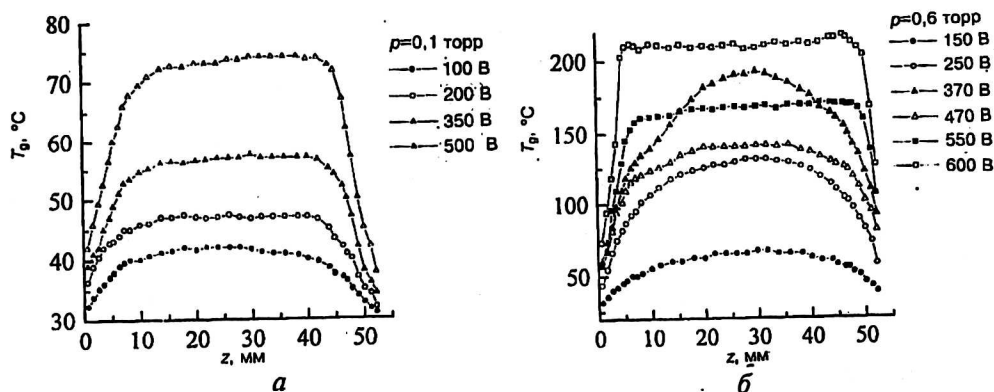 80
70
60
50
40
30
T_g, °C
0 10 20 30 40 50
z, мм
p=0,1 торр
100 В
200 В
350 В
500 В
а
200
150
100
50
T_g, °C
0 10 20 30 40 50
z, мм
p=0,6 торр
150 В
250 В
370 В
470 В
550 В
600 В
б